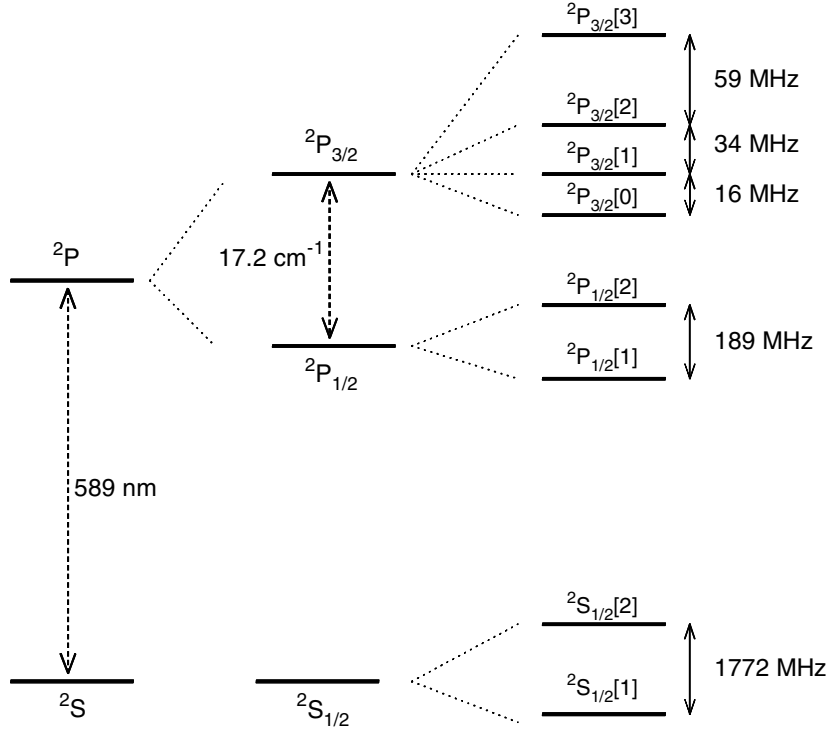 ²P₃/₂[3]
59 MHz
²P₃/₂[2]
²P₃/₂
34 MHz
²P₃/₂[1]
²P₃/₂[0]
16 MHz
²P
17.2 cm⁻¹
²P₁/₂[2]
189 MHz
²P₁/₂[1]
²P₁/₂
589 nm
²S₁/₂[2]
1772 MHz
²S₁/₂[1]
²S
²S₁/₂